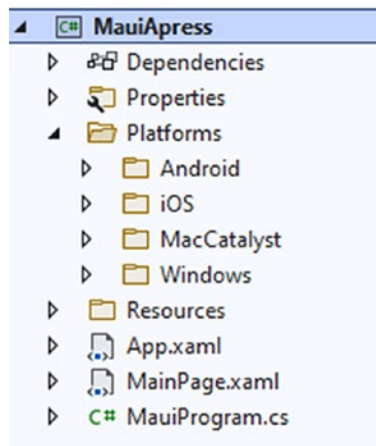 C# MauiApress
Dependencies
Properties
Platforms
Android
iOS
MacCatalyst
Windows
Resources
App.xaml
MainPage.xaml
C# MauiProgram.cs